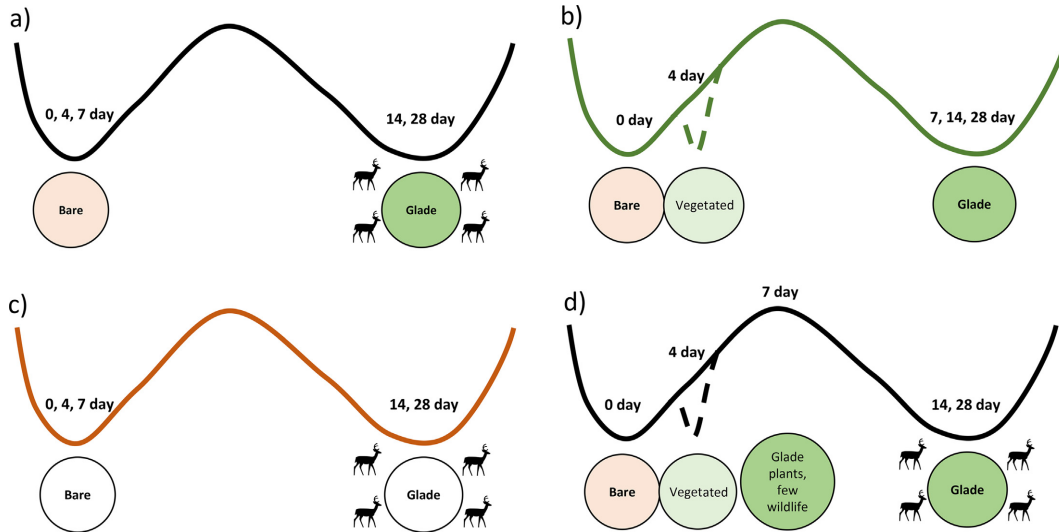 a)
0, 4, 7 day
14, 28 day
Bare
Glade
b)
4 day
0 day
7, 14, 28 day
Bare
Vegetated
Glade
c)
0, 4, 7 day
14, 28 day
Bare
Glade
d)
7 day
4 day
0 day
14, 28 day
Bare
Vegetated
Glade
plants,
few
wildlife
Glade